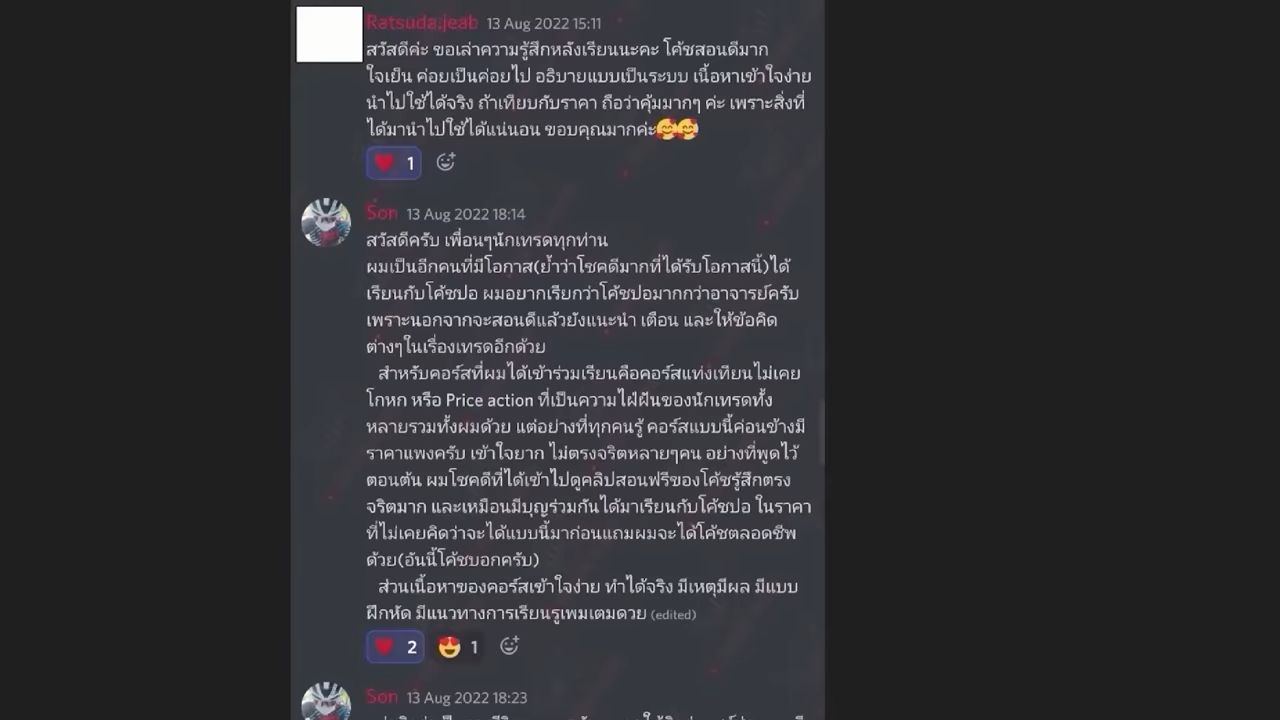 Ratsuda.jeab 13 Aug 2022 15:11
สวัสดีค่ะ ขอเล่าความรู้สึกหลังเรียนนะคะ โค้ชสอนดีมาก
ใจเย็น ค่อยเป็นค่อยไป อธิบายแบบเป็นระบบ เนื้อหาเข้าใจง่าย
นำไปใช้ได้จริง ถ้าเทียบกับราคา ถือว่าคุ้มมากๆ ค่ะ เพราะสิ่งที่
ได้มานำไปใช้ได้แน่นอน ขอบคุณมากค่ะ🥰🥰
❤️ 1
Son 13 Aug 2022 18:14
สวัสดีครับ เพื่อนๆนักเทรดทุกท่าน
ผมเป็นอีกคนที่มีโอกาส(ย้ำว่าโชคดีมากที่ได้รับโอกาสนี้)ได้
เรียนกับโค้ชปอ ผมอยากเรียกว่าโค้ชปอมากกว่าอาจารย์ครับ
เพราะนอกจากจะสอนดีแล้วยังแนะนำ เตือน และให้ข้อคิด
ต่างๆในเรื่องเทรดอีกด้วย
สำหรับคอร์สที่ผมได้เข้าร่วมเรียนคือคอร์สแท่งเทียนไม่เคย
โกหก หรือ Price action ที่เป็นความไฝ่ฝันของนักเทรดทั้ง
หลายรวมทั้งผมด้วย แต่อย่างที่ทุกคนรู้ คอร์สแบบนี้ค่อนข้างมี
ราคาแพงครับ เข้าใจยาก ไม่ตรงจริตหลายๆคน อย่างที่พูดไว้
ตอนต้น ผมโชคดีที่ได้เข้าไปดูคลิปสอนฟรีของโค้ชรู้สึกตรง
จริตมาก และเหมือนมีบุญร่วมกันได้มาเรียนกับโค้ชปอ ในราคา
ที่ไม่เคยคิดว่าจะได้แบบนี้มาก่อนแถมผมจะได้โค้ชตลอดชีพ
ด้วย(อันนี้โค้ชบอกครับ)
ส่วนเนื้อหาของคอร์สเข้าใจง่าย ทำได้จริง มีเหตุมีผล มีแบบ
ฝึกหัด มีแนวทางการเรียนรู้เพิ่มเติมด้วย (edited)
❤️ 2 😍 1
Son 13 Aug 2022 18:23